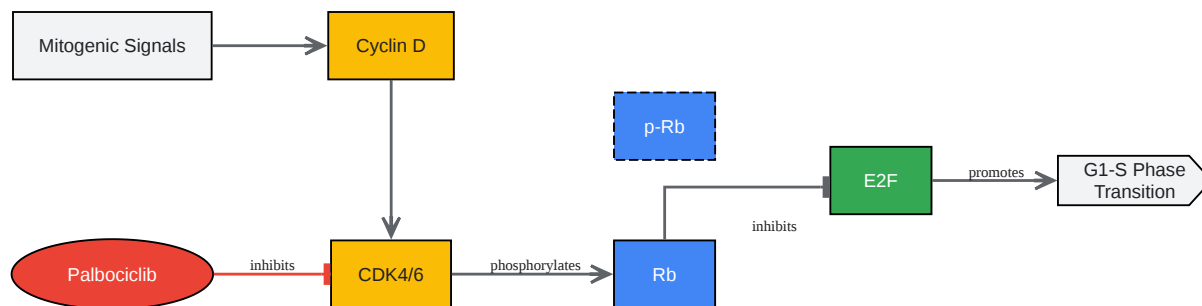 Mitogenic Signals
Cyclin D
p-Rb
E2F
promotes
G1-S Phase
Transition
inhibits
Palbociclib
inhibits
CDK4/6
phosphorylates
Rb